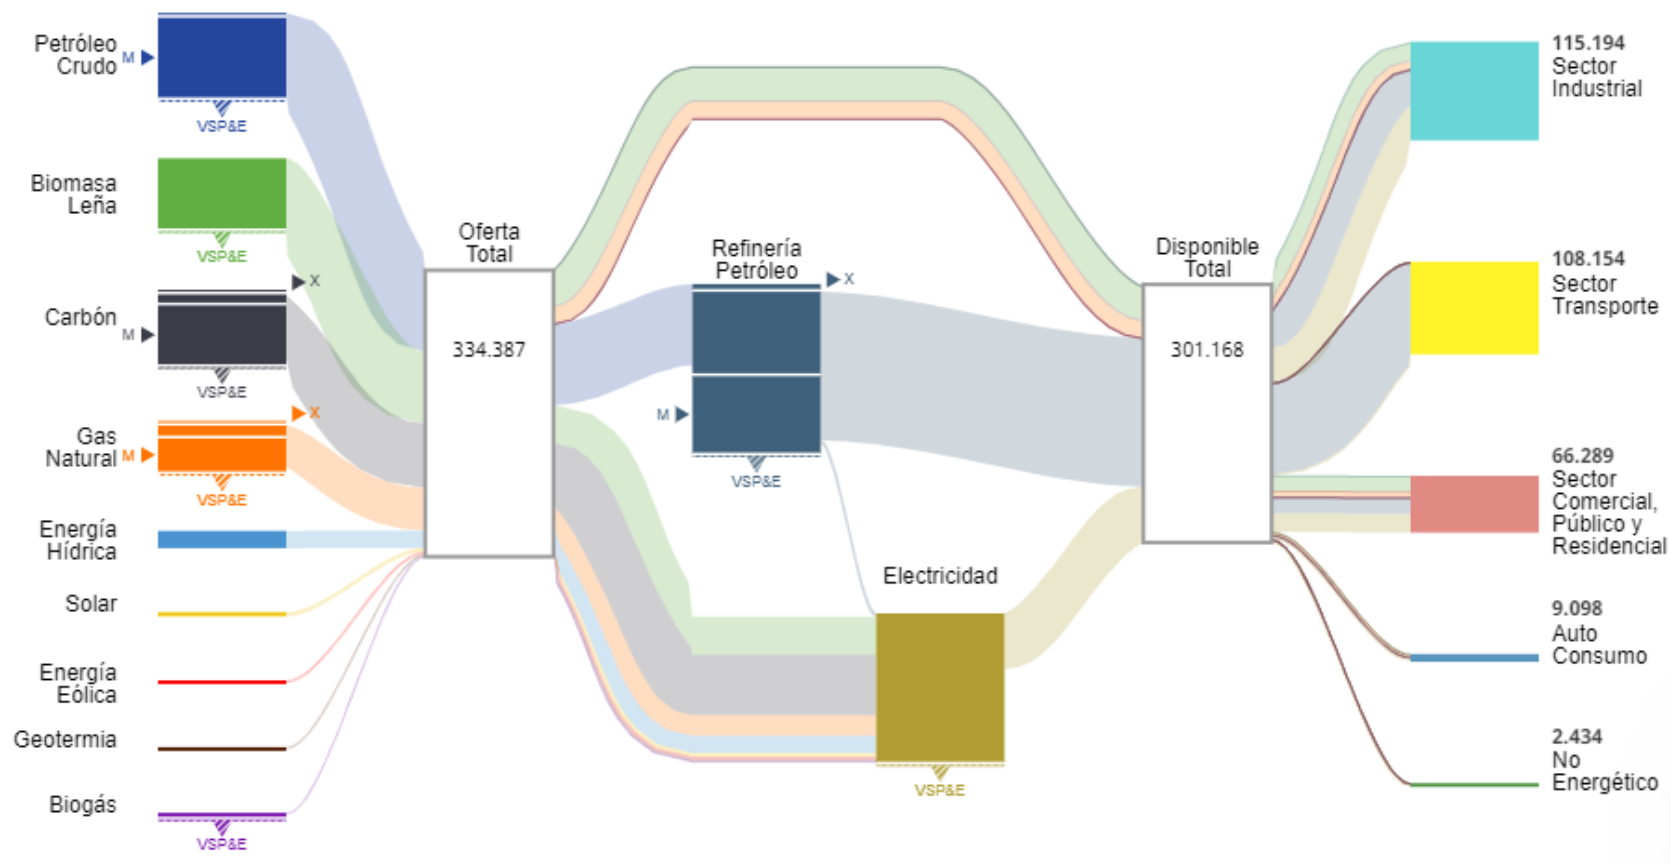 Petróleo
Crudo
M
VSP&E
Biomasa
Leña
VSP&E
X
Carbón
M
VSP&E
X
Gas
Natural
M
VSP&E
Energía
Hídrica
Solar
Energía
Eólica
Geotermia
Biogás
VSP&E
Oferta
Total
334.387
Refinería
Petróleo
X
M
VSP&E
Electricidad
VSP&E
Disponible
Total
301.168
115.194
Sector
Industrial
108.154
Sector
Transporte
66.289
Sector
Comercial,
Público y
Residencial
9.098
Auto
Consumo
2.434
No
Energético